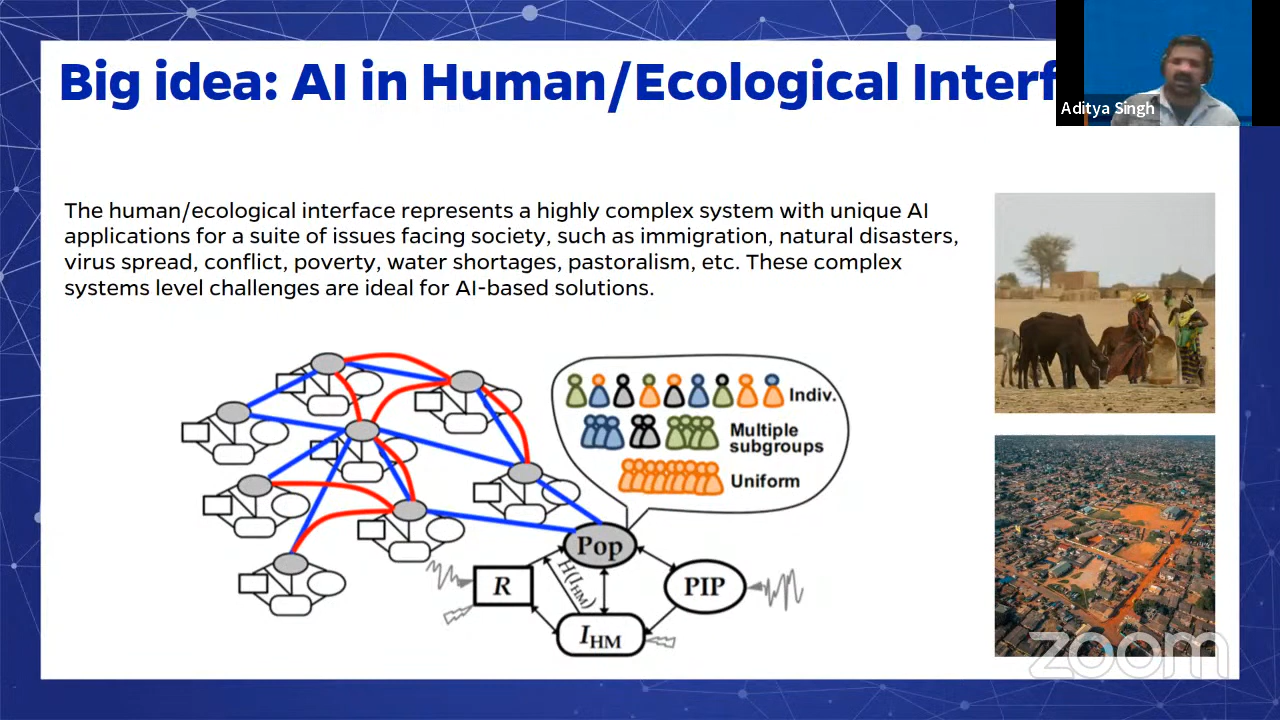 Big idea: AI in Human/Ecological Interf
Aditya Singh
The human/ecological interface represents a highly complex system with unique AI
applications for a suite of issues facing society, such as immigration, natural disasters,
virus spread, conflict, poverty, water shortages, pastoralism, etc. These complex
systems level challenges are ideal for AI-based solutions.
Indiv.
Multiple
subgroups
Uniform
Pop
R
H(IHM)
PIP
IHM
zoom